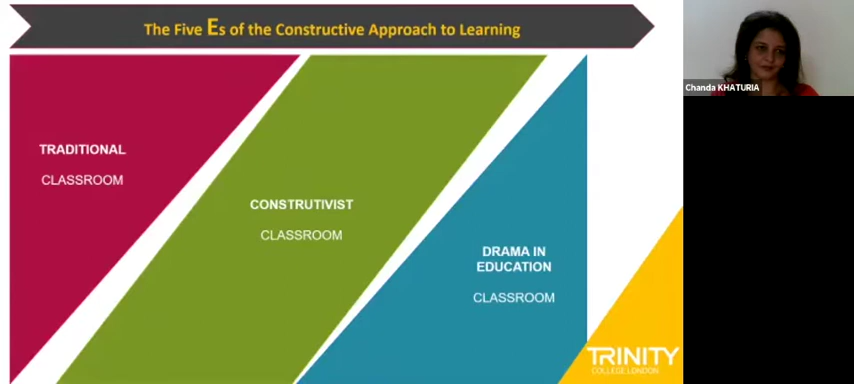 The Five Es of the Constructive Approach to Learning
Chanda KHATURIA
TRADITIONAL
CLASSROOM
CONSTRUTIVIST
CLASSROOM
DRAMA IN
EDUCATION
CLASSROOM
TRINITY
COLLEGE LONDON